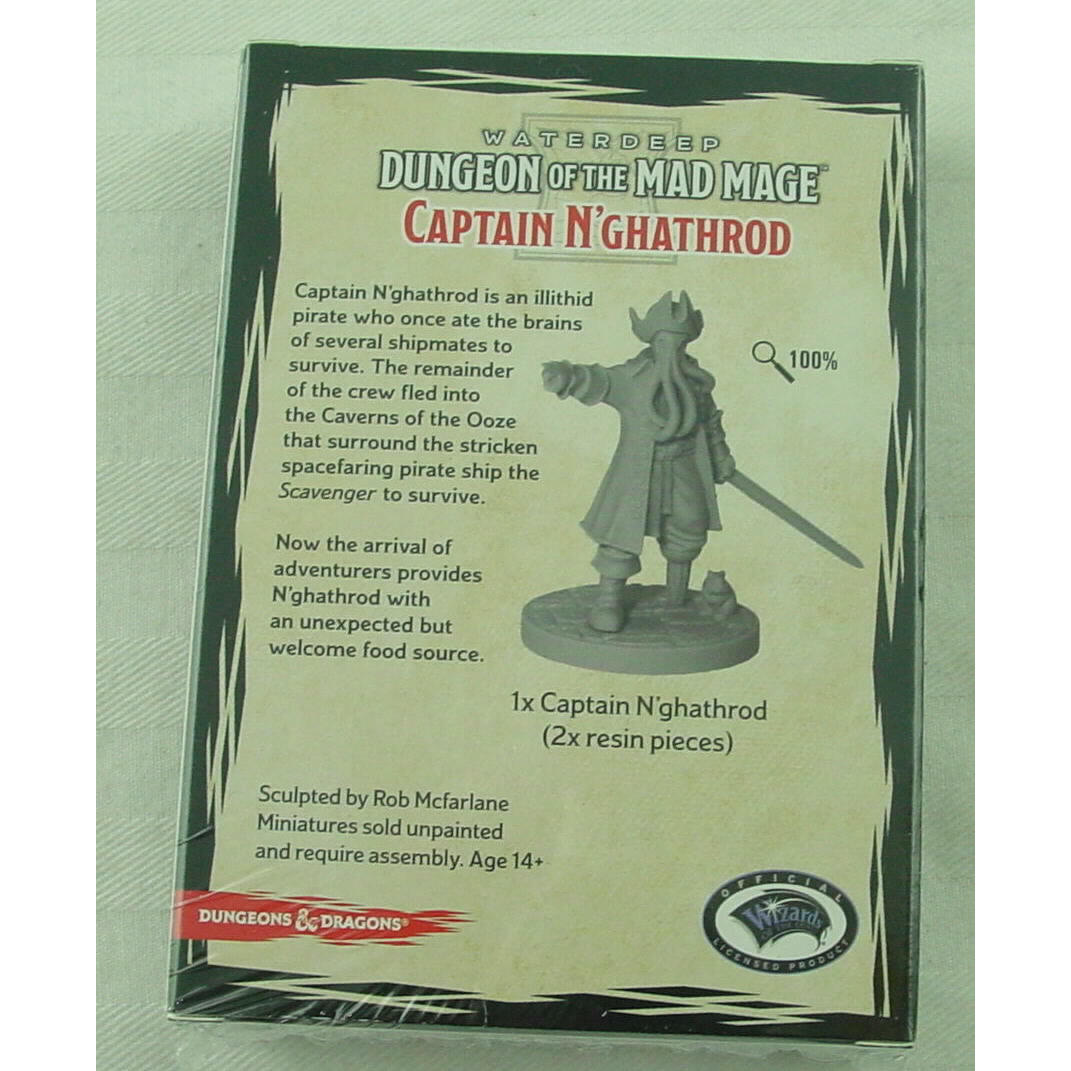 WATERDEEP
DUNGEON OF THE MAD MAGE™
CAPTAIN N'GHATHROD
Captain N'ghathrod is an illithid
pirate who once ate the brains
of several shipmates to
survive. The remainder
of the crew fled into
the Caverns of the Ooze
that surround the stricken
spacefaring pirate ship the
Scavenger to survive.
100%
Now the arrival of
adventurers provides
N'ghathrod with
an unexpected but
welcome food source.
1x Captain N'ghathrod
(2x resin pieces)
Sculpted by Rob Mcfarlane
Miniatures sold unpainted
and require assembly. Age 14+
DUNGEONS & DRAGONS®
OFFICIAL
Wizards
LICENSED PRODUCT